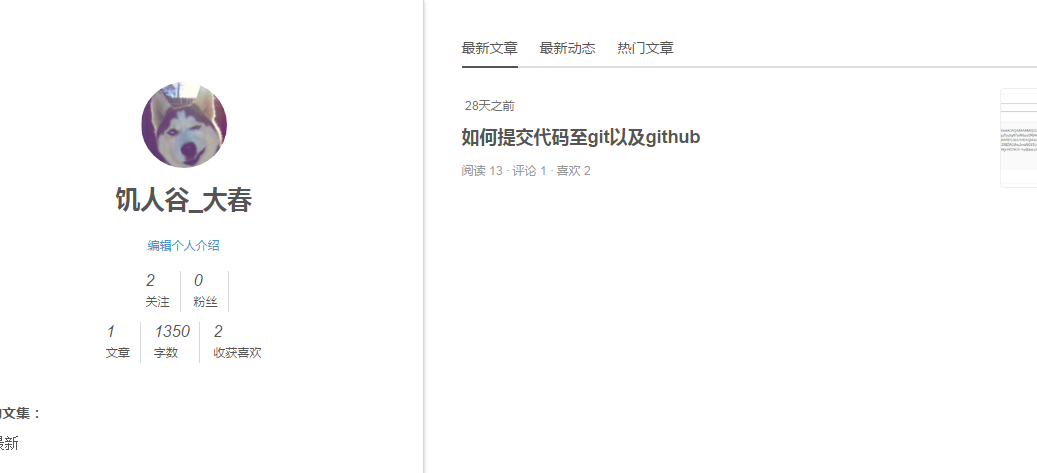 饥人谷_大春
编辑个人介绍
2 0
关注 粉丝
1 1350 2
文章 字数 收获喜欢
文集：
最新
最新文章 最新动态 热门文章
28天之前
如何提交代码至git以及github
阅读 13 · 评论 1 · 喜欢 2